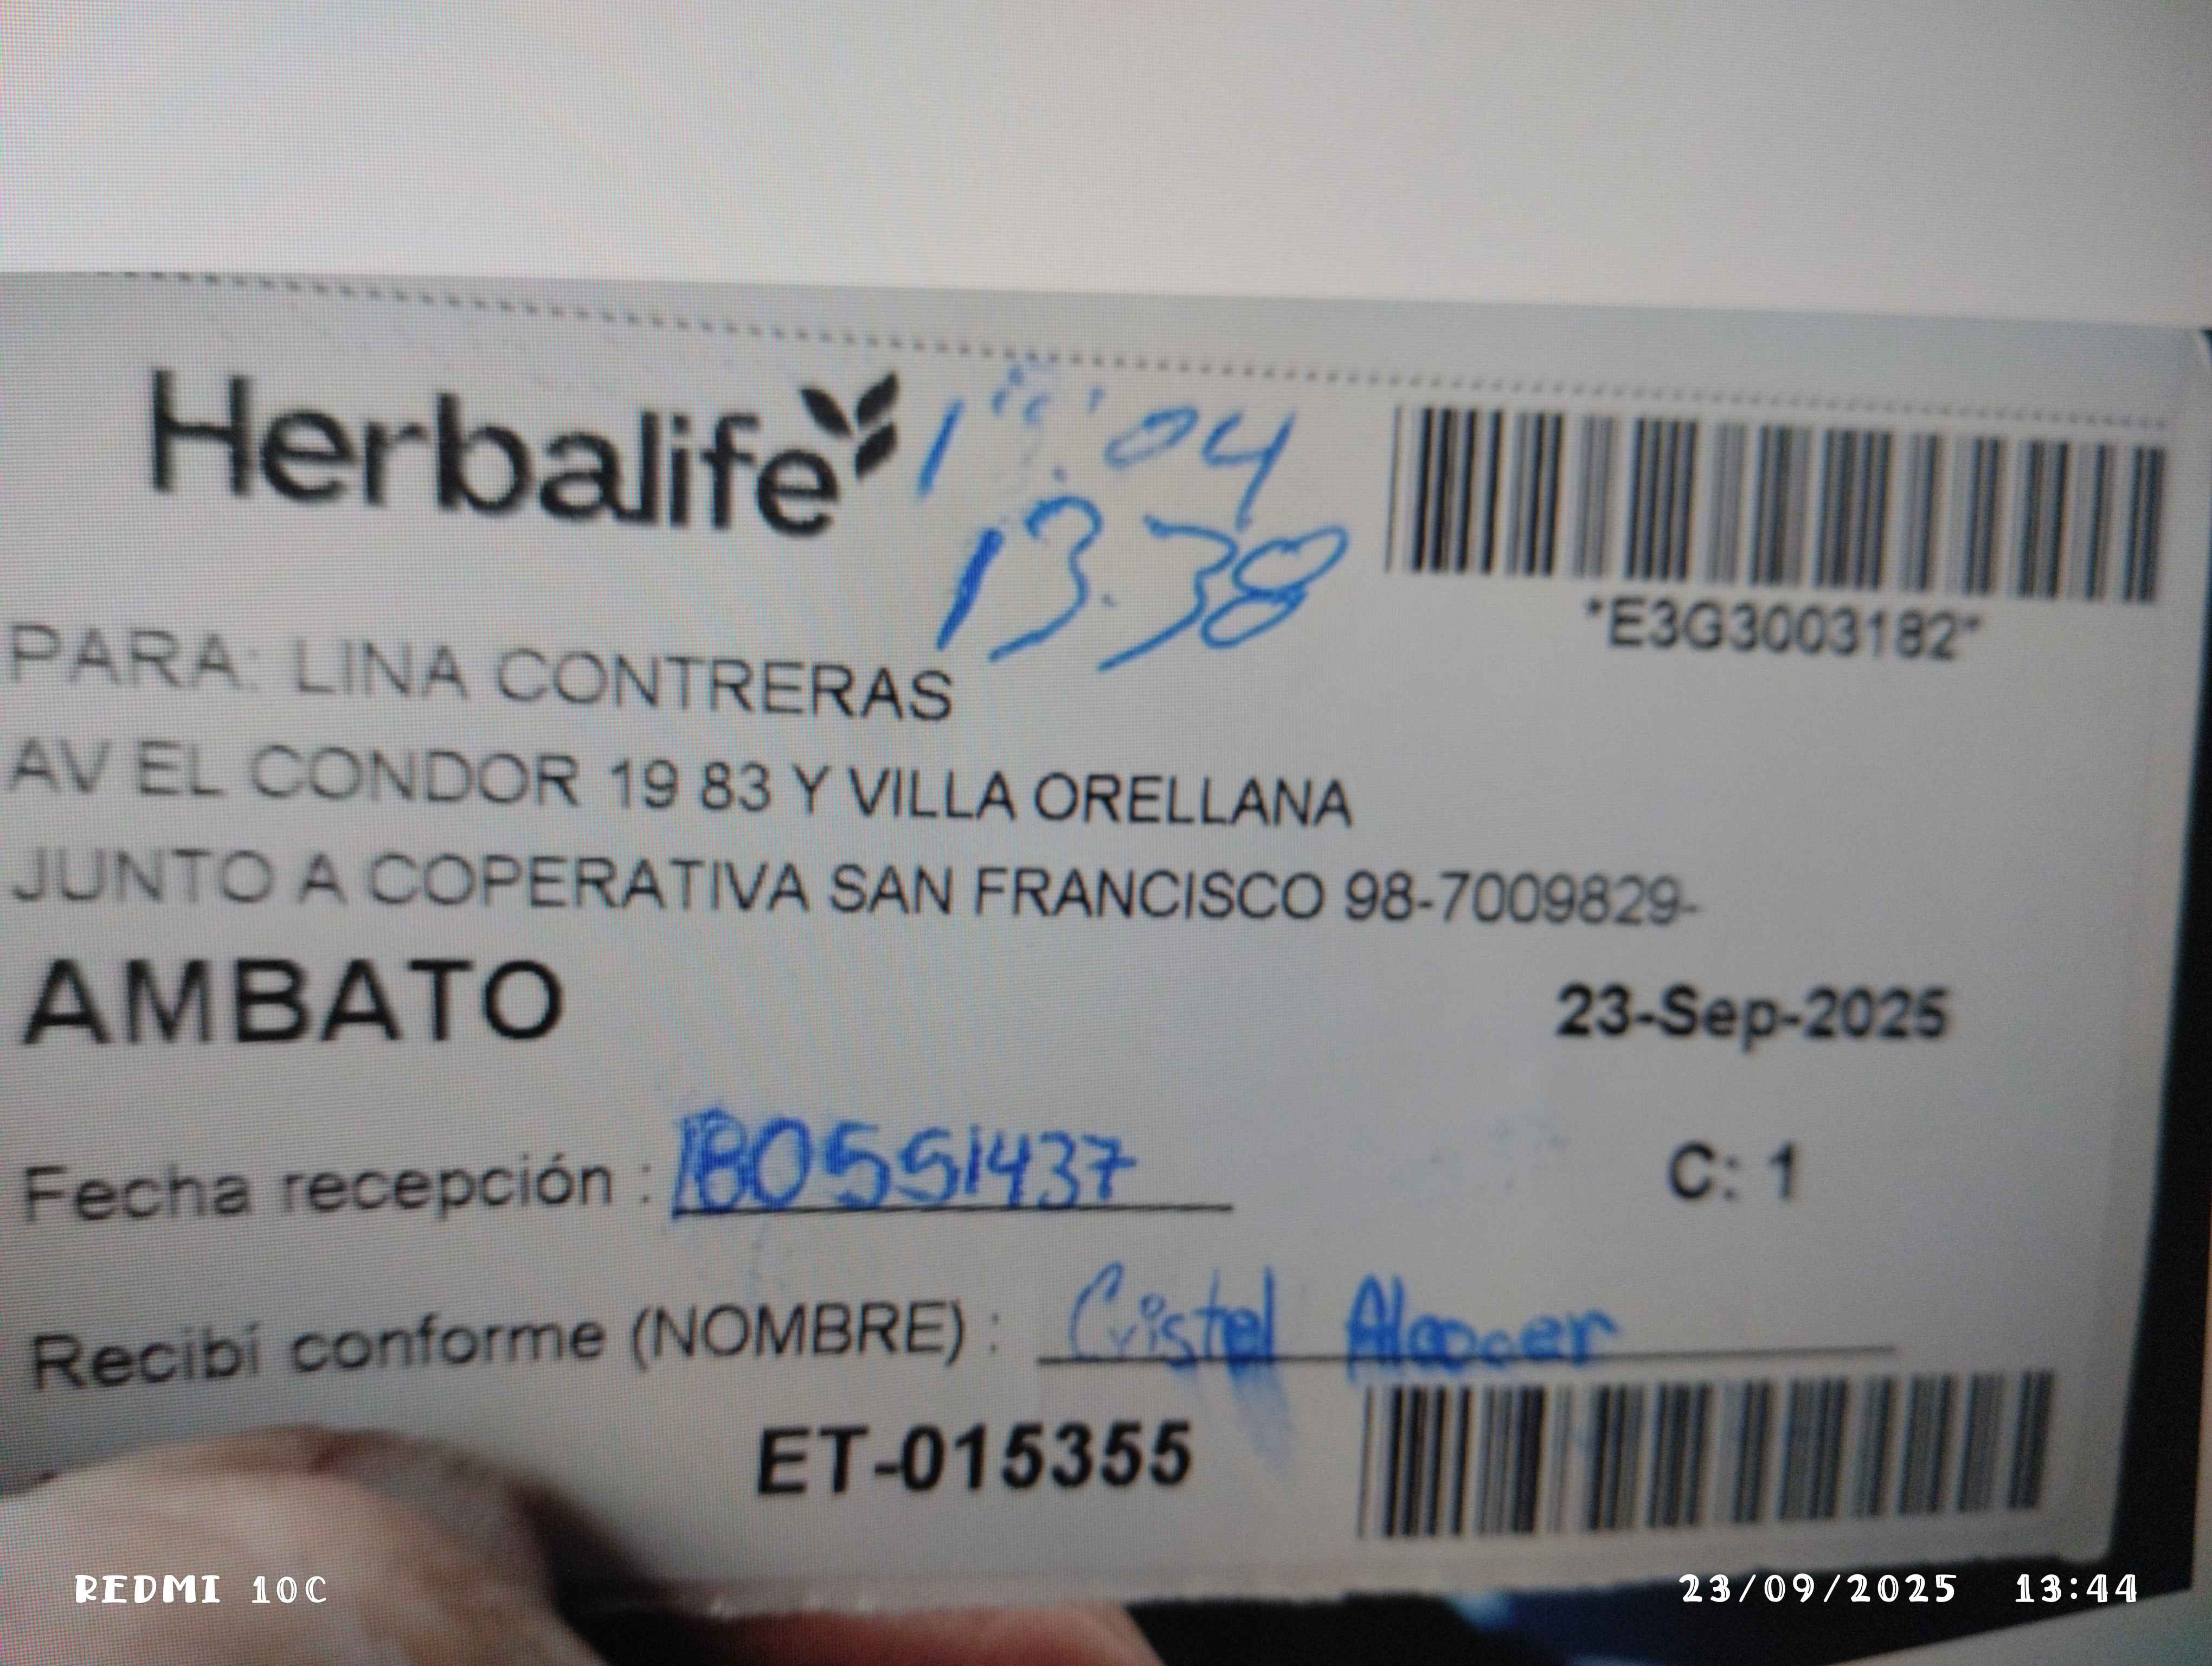 Herbalife
13.38
*E3G3003182*
PARA: LINA CONTRERAS
AV EL CONDOR 19 83 Y VILLA ORELLANA
JUNTO A COPERATIVA SAN FRANCISCO 98-7009829-
AMBATO
23-Sep-2025
Fecha recepción : 180551437
C: 1
Recibí conforme (NOMBRE) : Cristel
ET-015355
REDMI 10C
23/09/2025 13:44